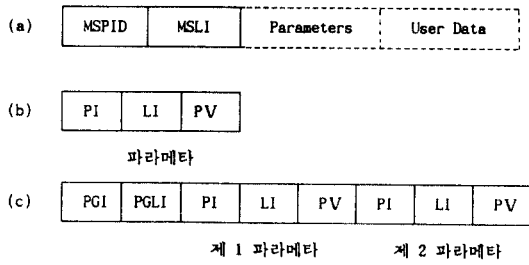 (a) MSPID MSLI Parameters User Data
(b) PI LI PV
파라메타
(c) PGI PGLI PI LI PV PI LI PV
제 1 파라메타 제 2 파라메타